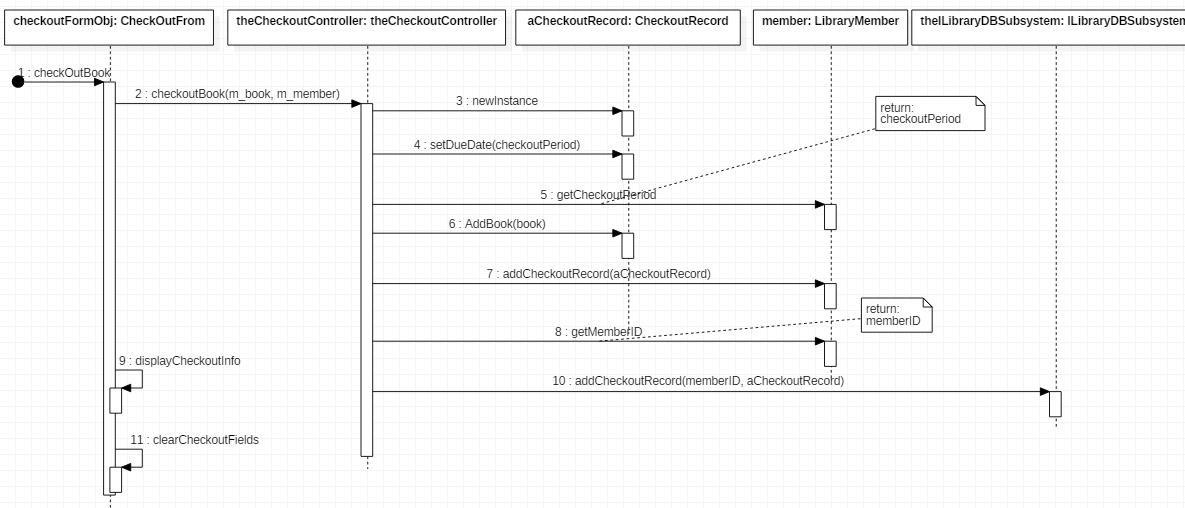 checkoutFormObj: CheckOutFrom
theCheckoutController: theCheckoutController
aCheckoutRecord: CheckoutRecord
member: LibraryMember
theILibraryDBSubsystem: ILibraryDBSubsystem
1 : checkOutBook
2 : checkoutBook(m_book, m_member)
3 : newInstance
return:
checkoutPeriod
4 : setDueDate(checkoutPeriod)
5 : getCheckoutPeriod
6 : AddBook(book)
7 : addCheckoutRecord(aCheckoutRecord)
return:
memberID
8 : getMemberID
9 : displayCheckoutInfo
10 : addCheckoutRecord(memberID, aCheckoutRecord)
11 : clearCheckoutFields